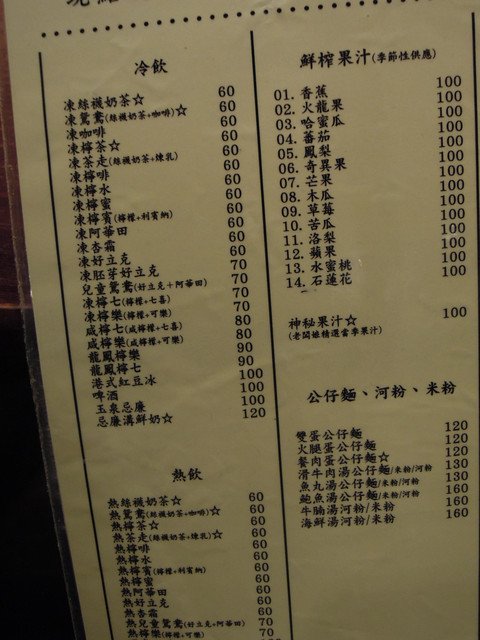 冷飲
凍絲襪奶茶☆ 60
凍鴛鴦(絲襪奶茶+咖啡)☆ 60
凍咖啡 60
凍檸茶☆ 60
凍茶走(絲襪奶茶+煉乳) 60
凍檸啡 60
凍檸水 60
凍檸蜜 60
凍檸賓(檸檬+利賓納) 60
凍阿華田 60
凍杏霜 60
凍好立克 60
凍胚芽好立克 70
兒童鴛鴦(好立克+阿華田) 70
凍檸七(檸檬+七喜) 70
凍檸樂(檸檬+可樂) 70
咸檸七(咸檸檬+七喜) 80
咸檸樂(咸檸檬+可樂) 80
龍鳳檸樂 90
龍鳳檸七 90
港式紅豆冰 100
啤酒 100
玉泉忌廉 100
忌廉溝鮮奶☆ 120
熱飲
熱絲襪奶茶☆ 60
熱鴛鴦(絲襪奶茶+咖啡)☆ 60
熱檸茶☆ 60
熱茶走(絲襪奶茶+煉乳)☆ 60
熱檸啡 60
熱檸水 60
熱檸賓(檸檬+利賓納) 60
熱檸蜜 60
熱阿華田 60
熱好立克 60
熱杏霜 60
熱兒童鴛鴦(好立克+阿華田) 70
熱檸樂(檸檬+可樂) 70
鮮榨果汁(季節性供應)
01. 香蕉 100
02. 火龍果 100
03. 哈蜜瓜 100
04. 蕃茄 100
05. 鳳梨 100
06. 奇異果 100
07. 芒果 100
08. 木瓜 100
09. 草莓 100
10. 苦瓜 100
11. 洛梨 100
12. 蘋果 100
13. 水蜜桃 100
14. 石蓮花 100
神秘果汁☆ 100
(老闆娘精選當季果汁)
公仔麵、河粉、米粉
雙蛋公仔麵 120
火腿蛋公仔麵 120
餐肉蛋公仔麵☆ 120
滑牛肉湯公仔麵/米粉/河粉 130
魚丸湯公仔麵/米粉/河粉 130
鮑魚湯公仔麵/米粉/河粉 160
牛腩湯河粉/米粉 160
海鮮湯河粉/米粉 160